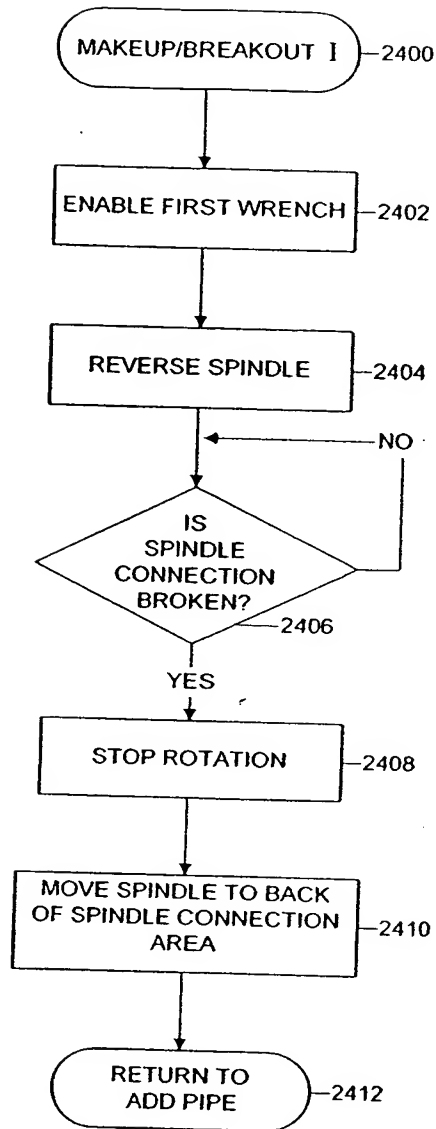 MAKEUP/BREAKOUT I
2400
ENABLE FIRST WRENCH
2402
REVERSE SPINDLE
2404
NO
IS
SPINDLE
CONNECTION
BROKEN?
2406
YES
STOP ROTATION
2408
MOVE SPINDLE TO BACK
OF SPINDLE CONNECTION
AREA
2410
RETURN TO
ADD PIPE
2412